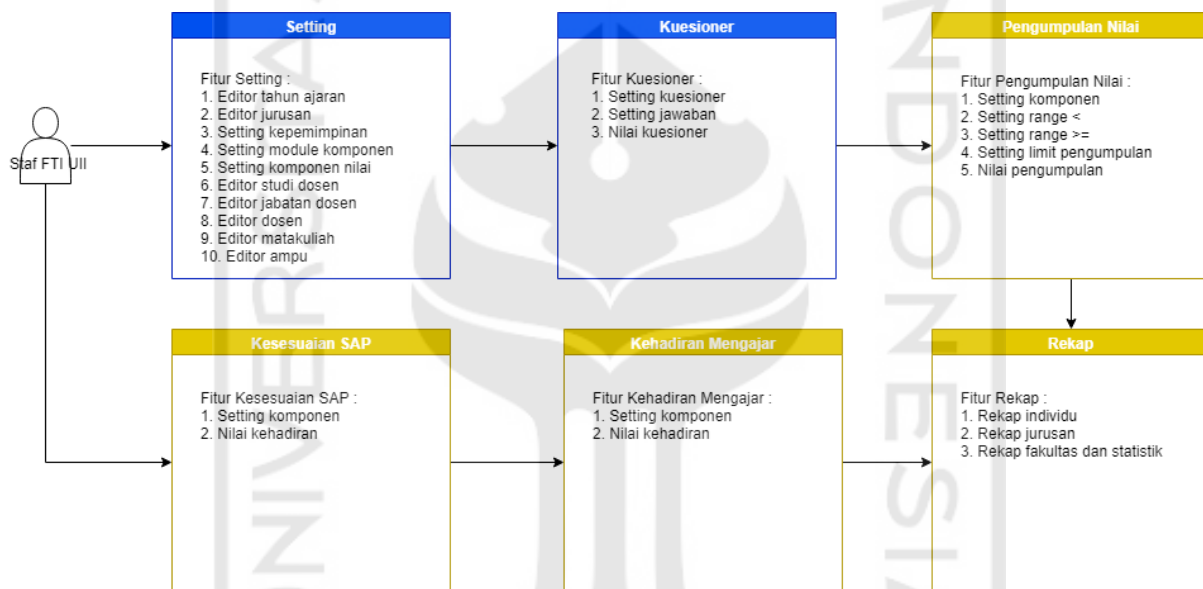 Setting
Fitur Setting :
1. Editor tahun ajaran
2. Editor jurusan
3. Setting kepemimpinan
4. Setting module komponen
5. Setting komponen nilai
6. Editor studi dosen
7. Editor jabatan dosen
8. Editor dosen
9. Editor matakuliah
10. Editor ampu
Kuesioner
Fitur Kuesioner :
1. Setting kuesioner
2. Setting jawaban
3. Nilai kuesioner
Pengumpulan Nilai
Fitur Pengumpulan Nilai :
1. Setting komponen
2. Setting range <
3. Setting range >=
4. Setting limit pengumpulan
5. Nilai pengumpulan
Staf FTI UII
Kesesuaian SAP
Fitur Kesesuaian SAP :
1. Setting komponen
2. Nilai kehadiran
Kehadiran Mengajar
Fitur Kehadiran Mengajar :
1. Setting komponen
2. Nilai kehadiran
Rekap
Fitur Rekap :
1. Rekap individu
2. Rekap jurusan
3. Rekap fakultas dan statistik